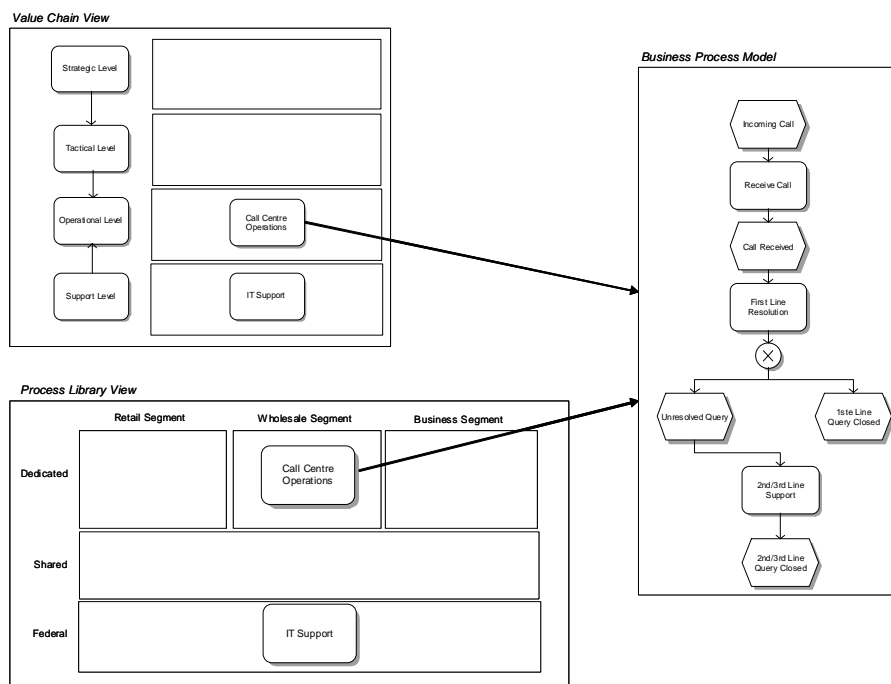 Value Chain View
Strategic Level
Tactical Level
Operational Level
Call Centre
Operations
Support Level
IT Support
Process Library View
Retail Segment
Wholesale Segment
Business Segment
Dedicated
Call Centre
Operations
Shared
Federal
IT Support
Business Process Model
Incoming Call
Receive Call
Call Received
First Line
Resolution
Unresolved Query
1ste Line
Query Closed
2nd/3rd Line
Support
2nd/3rd Line
Query Closed